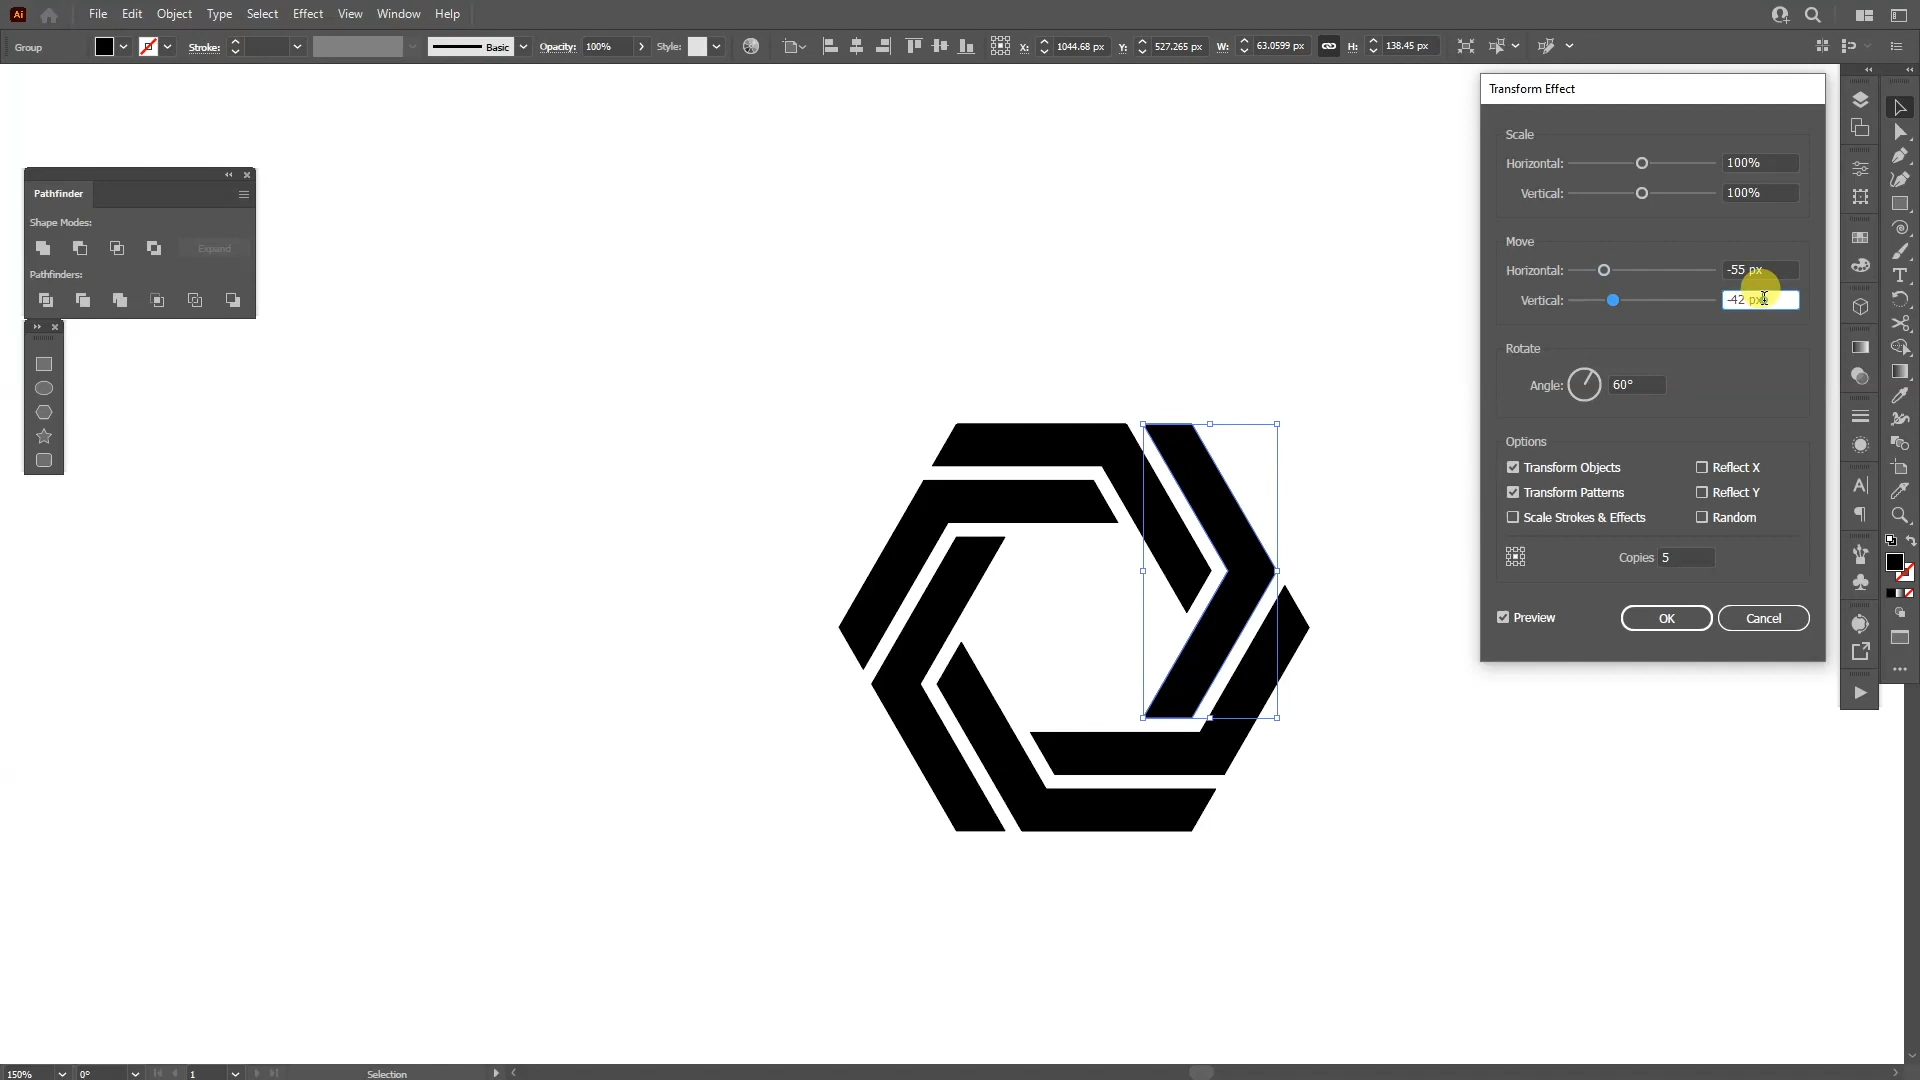 Ai File Edit Object Type Select Effect View Window Help
Group Stroke: Basic Opacity: 100% Style: X: 1044.68 px Y: 527.265 px W: 63.0599 px H: 138.45 px
Transform Effect
Scale
Horizontal: 100%
Vertical: 100%
Move
Horizontal: -55 px
Vertical: -42 px
Rotate
Angle: 60°
Options
Transform Objects Reflect X
Transform Patterns Reflect Y
Scale Strokes & Effects Random
Copies 5
Preview OK Cancel
Pathfinder
Shape Modes:
Expand
Pathfinders:
150% 0° 1 Selection